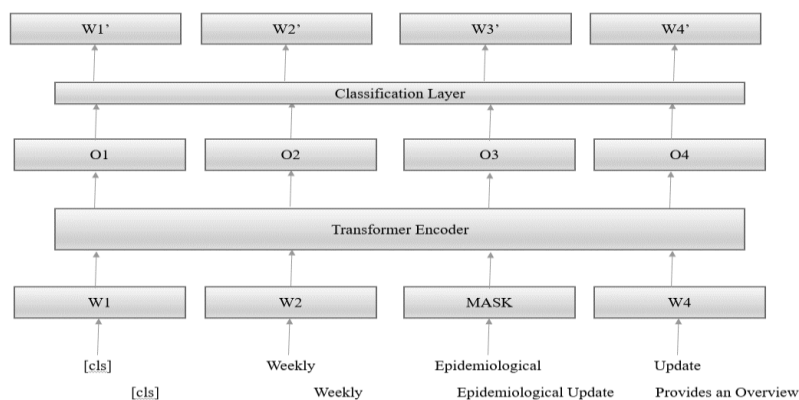 W1’ W2’ W3’ W4’
Classification Layer
O1 O2 O3 O4
Transformer Encoder
W1 W2 MASK W4
[cls] Weekly Epidemiological Update
[cls] Weekly Epidemiological Update Provides an Overview